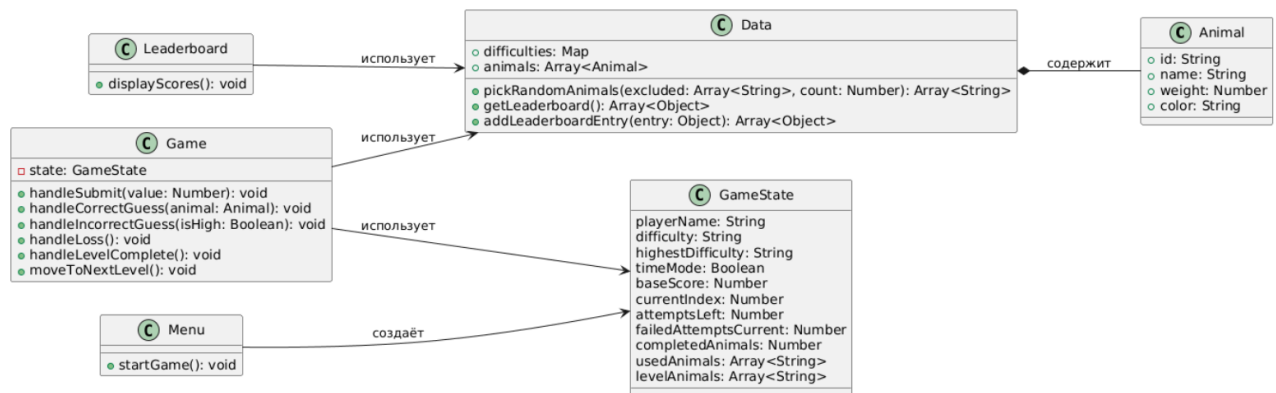 C Leaderboard
displayScores(): void
использует
C Data
difficulties: Map
animals: Array<Animal>
pickRandomAnimals(excluded: Array<String>, count: Number): Array<String>
getLeaderboard(): Array<Object>
addLeaderboardEntry(entry: Object): Array<Object>
содержит
C Animal
id: String
name: String
weight: Number
color: String
C Game
state: GameState
handleSubmit(value: Number): void
handleCorrectGuess(animal: Animal): void
handleIncorrectGuess(isHigh: Boolean): void
handleLoss(): void
handleLevelComplete(): void
moveToNextLevel(): void
использует
использует
C GameState
playerName: String
difficulty: String
highestDifficulty: String
timeMode: Boolean
baseScore: Number
currentIndex: Number
attemptsLeft: Number
failedAttemptsCurrent: Number
completedAnimals: Number
usedAnimals: Array<String>
levelAnimals: Array<String>
C Menu
startGame(): void
создаёт